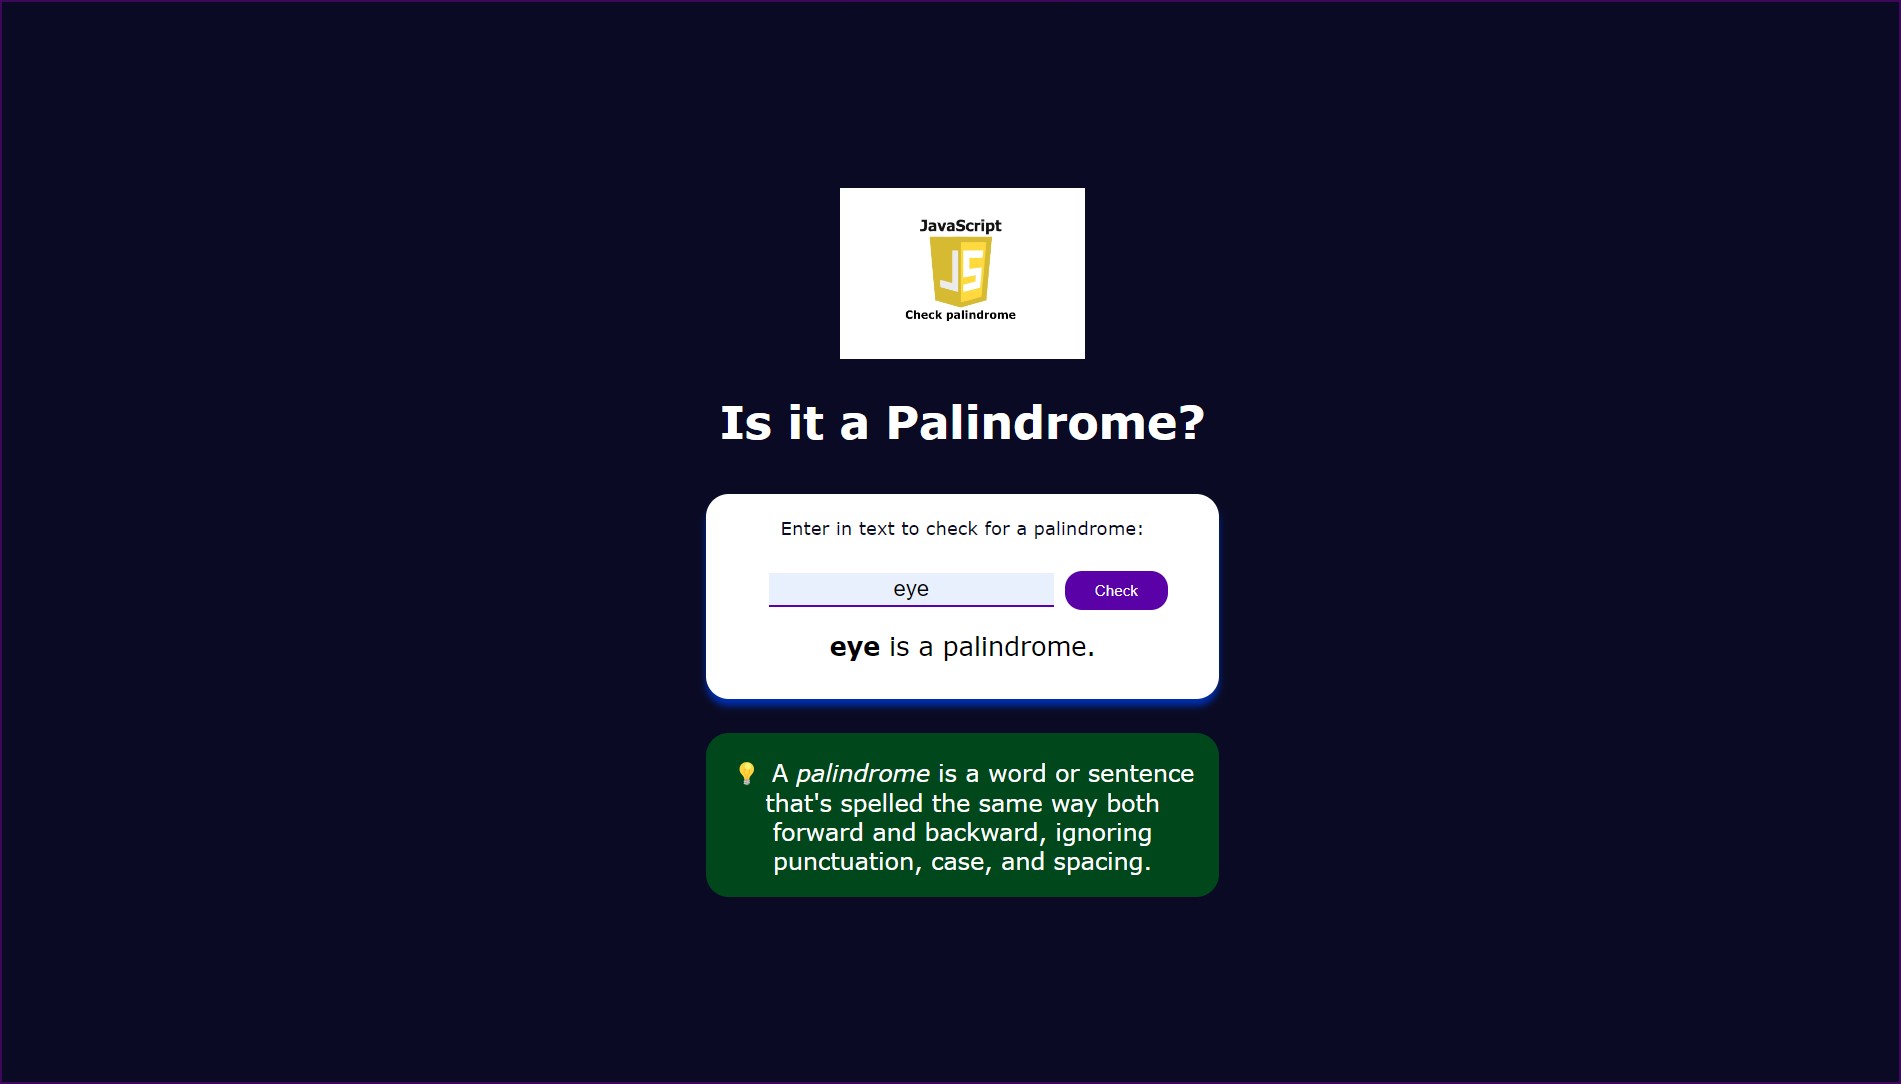 JavaScript
JS
Check palindrome
Is it a Palindrome?
Enter in text to check for a palindrome:
eye
Check
eye is a palindrome.
💡 A palindrome is a word or sentence
that's spelled the same way both
forward and backward, ignoring
punctuation, case, and spacing.